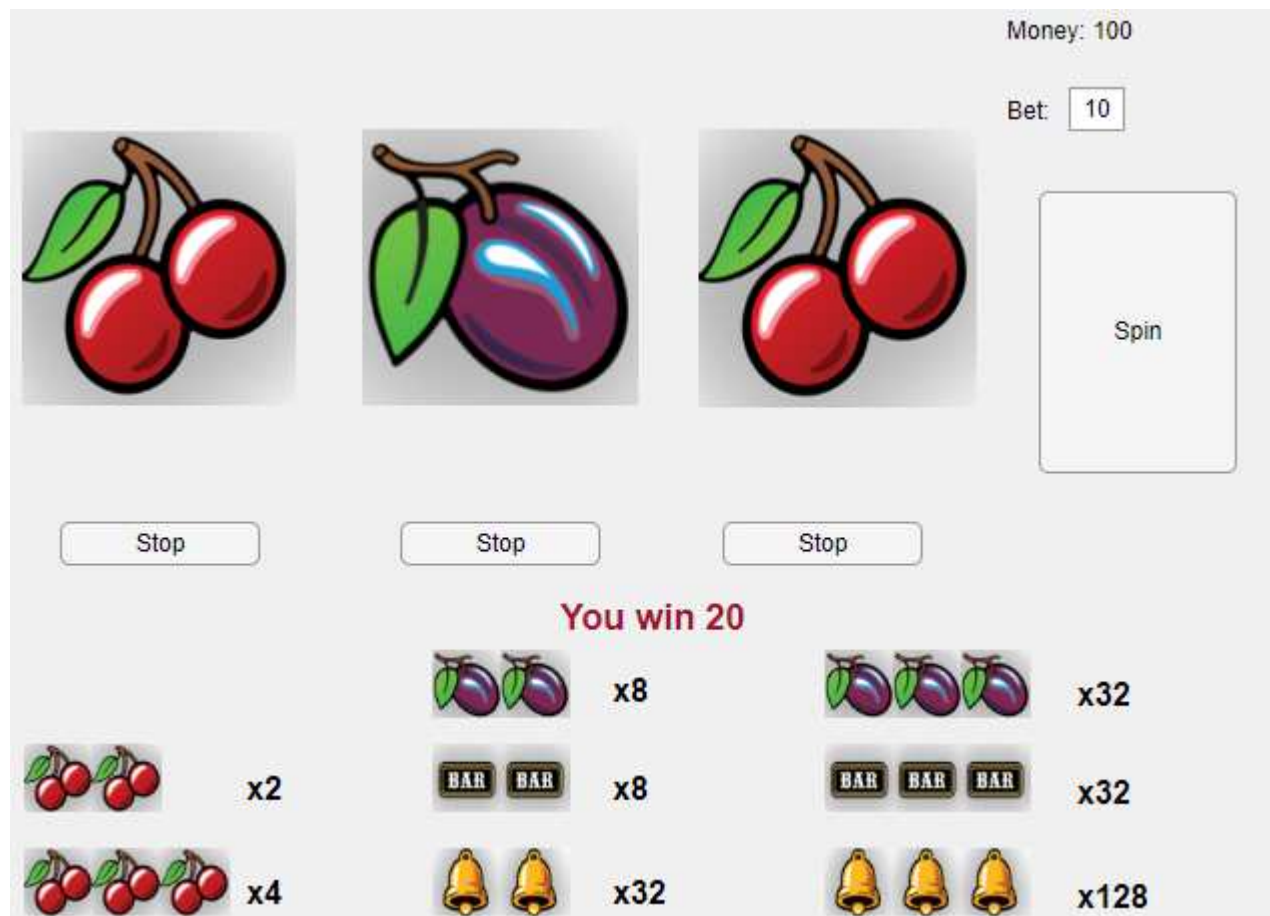 Money: 100
Bet: 10
Spin
Stop Stop Stop
You win 20
x8 x32
x2 BAR BAR x8 BAR BAR BAR x32
x4 x32 x128